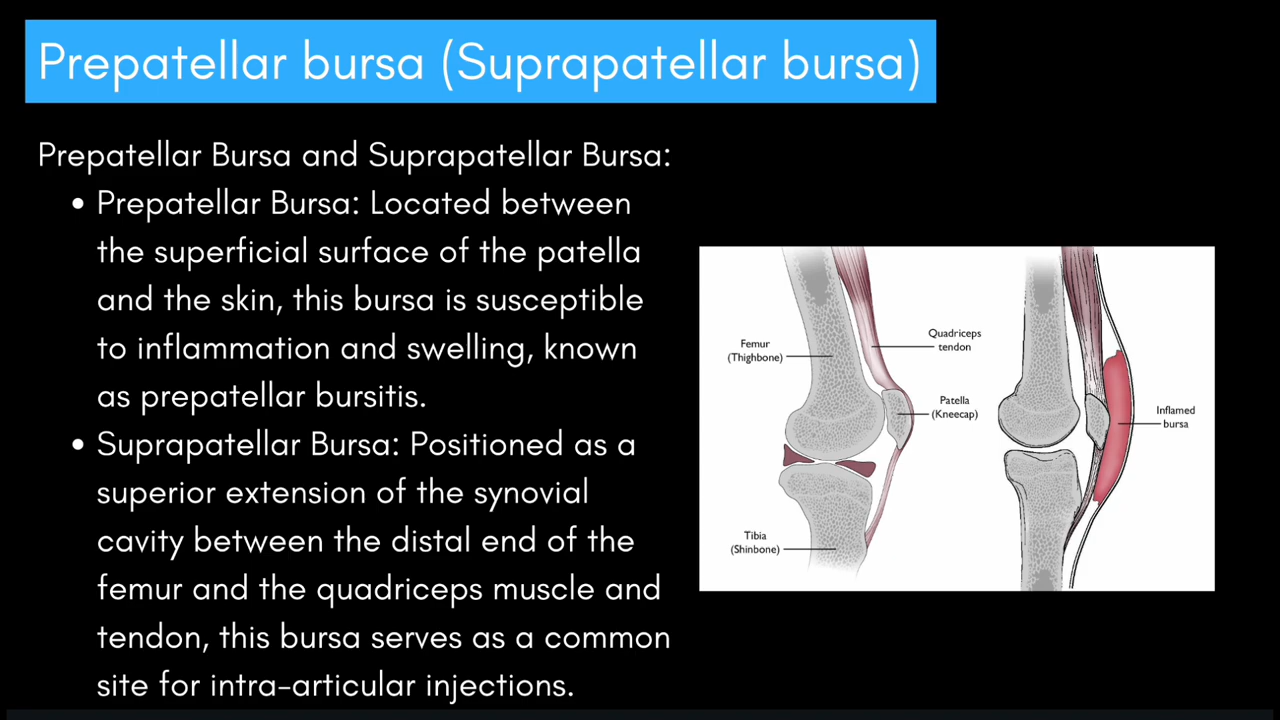 Prepatellar bursa (Suprapatellar bursa)
Prepatellar Bursa and Suprapatellar Bursa:
• Prepatellar Bursa: Located between
the superficial surface of the patella
and the skin, this bursa is susceptible
to inflammation and swelling, known
as prepatellar bursitis.
• Suprapatellar Bursa: Positioned as a
superior extension of the synovial
cavity between the distal end of the
femur and the quadriceps muscle and
tendon, this bursa serves as a common
site for intra-articular injections.
Femur
(Thighbone)
Quadriceps
tendon
Patella
(Kneecap)
Tibia
(Shinbone)
Inflamed
bursa